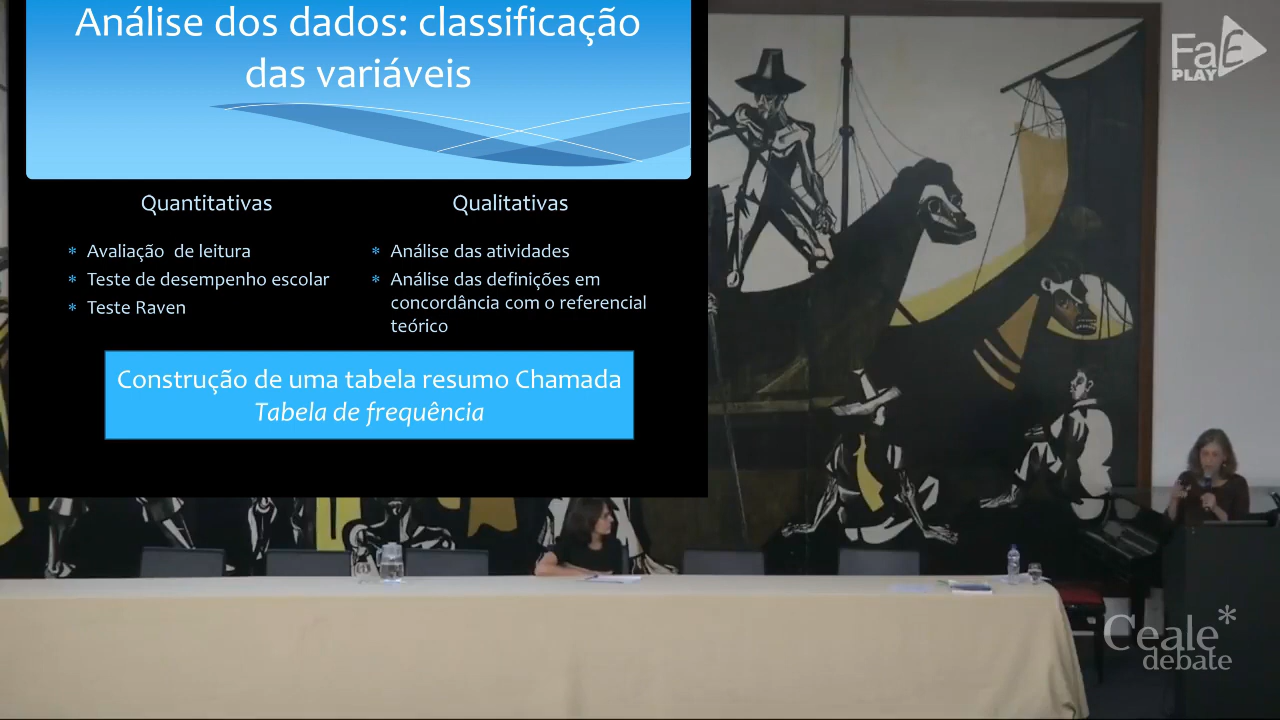 Análise dos dados: classificação
das variáveis
Quantitativas
* Avaliação de leitura
* Teste de desempenho escolar
* Teste Raven
Qualitativas
* Análise das atividades
* Análise das definições em
concordância com o referencial
teórico
Construção de uma tabela resumo Chamada
Tabela de frequência
FaE
PLAY
Ceale*
debate